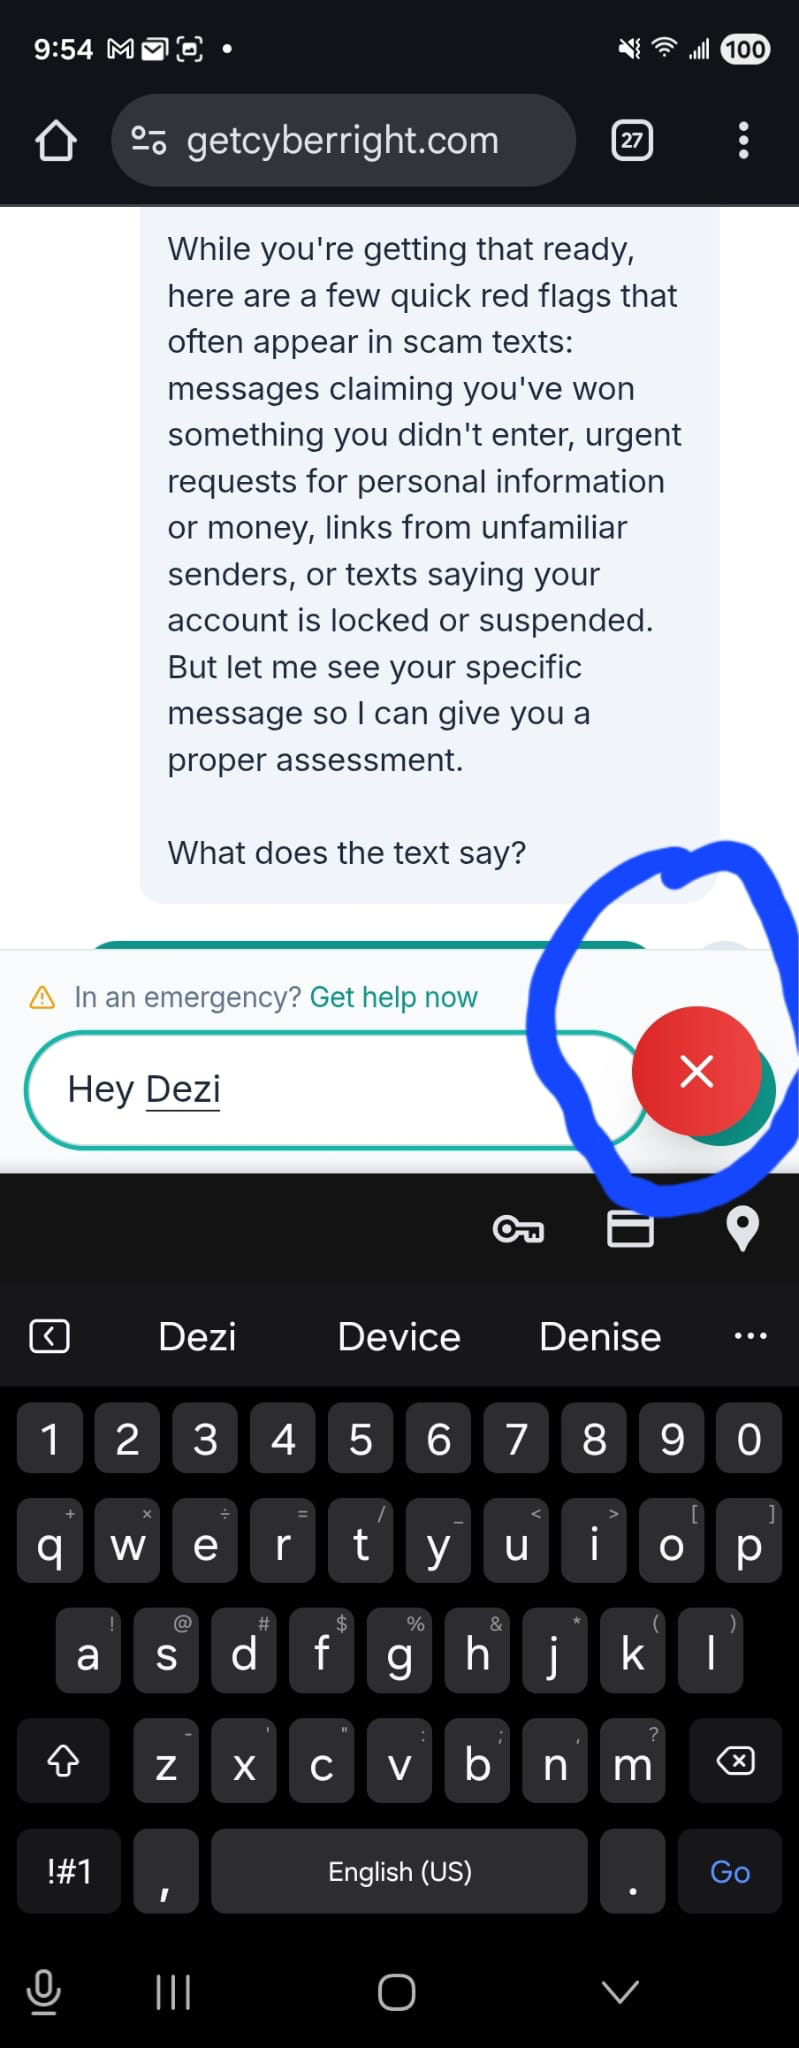 9:54
100
getcyberright.com
27
While you're getting that ready,
here are a few quick red flags that
often appear in scam texts:
messages claiming you've won
something you didn't enter, urgent
requests for personal information
or money, links from unfamiliar
senders, or texts saying your
account is locked or suspended.
But let me see your specific
message so I can give you a
proper assessment.
What does the text say?
In an emergency? Get help now
Hey Dezi
Dezi Device Denise
1 2 3 4 5 6 7 8 9 0
+ × ÷ = / _ < > [ ]
q w e r t y u i o p
! @ # $ % & * ( )
a s d f g h j k l
- ' " : ; , ?
z x c v b n m
!#1 , English (US) . Go